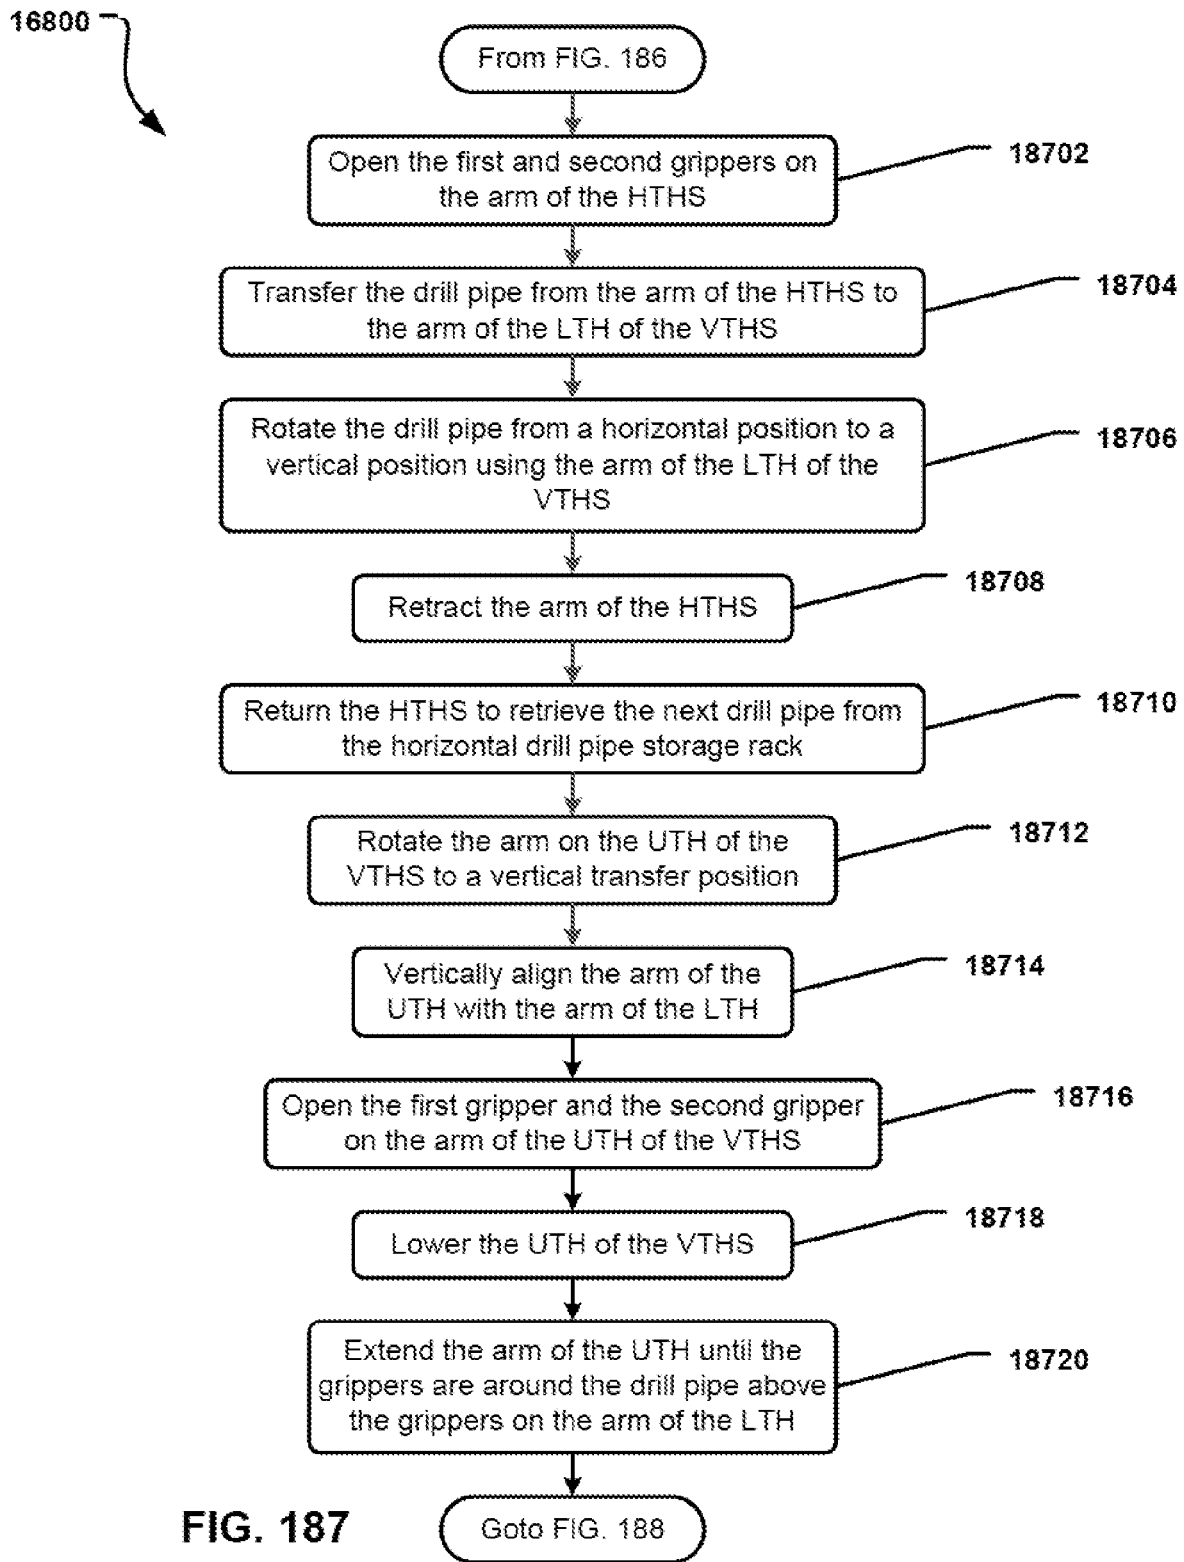 16800
From FIG. 186
Open the first and second grippers on
the arm of the HTHS
18702
Transfer the drill pipe from the arm of the HTHS to
the arm of the LTH of the VTHS
18704
Rotate the drill pipe from a horizontal position to a
vertical position using the arm of the LTH of the
VTHS
18706
Retract the arm of the HTHS
18708
Return the HTHS to retrieve the next drill pipe from
the horizontal drill pipe storage rack
18710
Rotate the arm on the UTH of the
VTHS to a vertical transfer position
18712
Vertically align the arm of the
UTH with the arm of the LTH
18714
Open the first gripper and the second gripper
on the arm of the UTH of the VTHS
18716
Lower the UTH of the VTHS
18718
Extend the arm of the UTH until the
grippers are around the drill pipe above
the grippers on the arm of the LTH
18720
FIG. 187
Goto FIG. 188